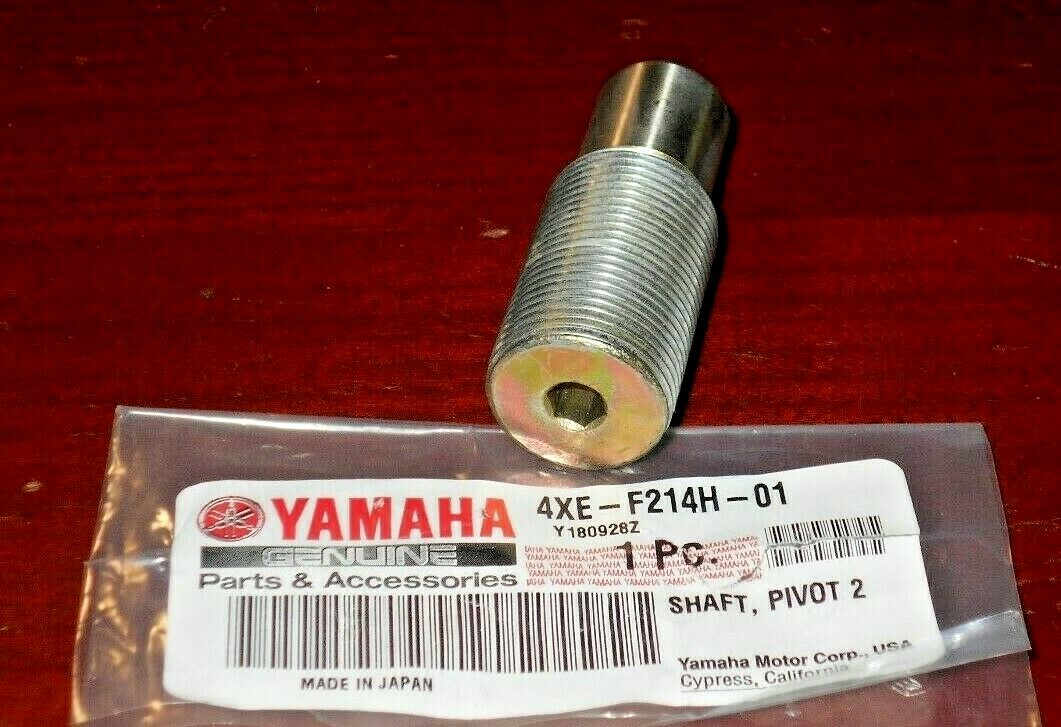 YAMAHA
GENUINE
Parts & Accessories
4XE-F214H-01
Y180928Z
1 Pc.
SHAFT, PIVOT 2
MADE IN JAPAN
Yamaha Motor Corp., USA
Cypress, California